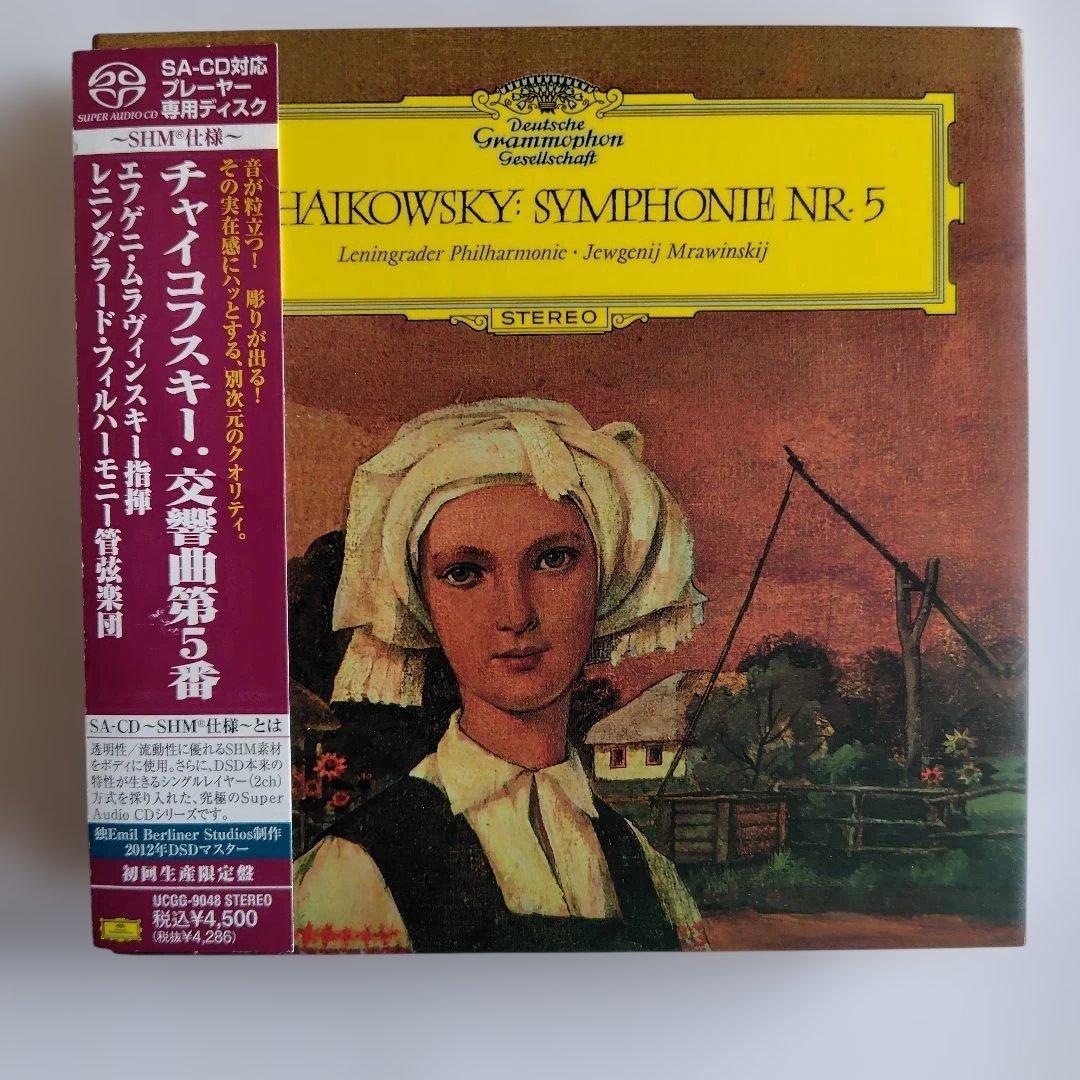 SA-CD対応
プレーヤー
専用ディスク
SUPER AUDIO CD
～SHM®仕様～
音が粒立つ！ 彫りが出る！
その実在感にハッとする、別次元のクオリティ。
チャイコフスキー：交響曲第5番
エフゲニ・ムラヴィンスキー指揮
レニングラード・フィルハーモニー管弦楽団
SA-CD～SHM®仕様～とは
透明性／流動性に優れるSHM素材
をボディに使用。さらに、DSD本来の
特性が生きるシングルレイヤー(2ch)
方式を採り入れた、究極のSuper
Audio CDシリーズです。
独Emil Berliner Studios制作
2012年DSDマスター
初回生産限定盤
UCGG-9048 STEREO
税込¥4,500
(税抜¥4,286)
Deutsche
Grammophon
Gesellschaft
HAIKOWSKY: SYMPHONIE NR. 5
Leningrader Philharmonie · Jewgenij Mrawinskij
STEREO